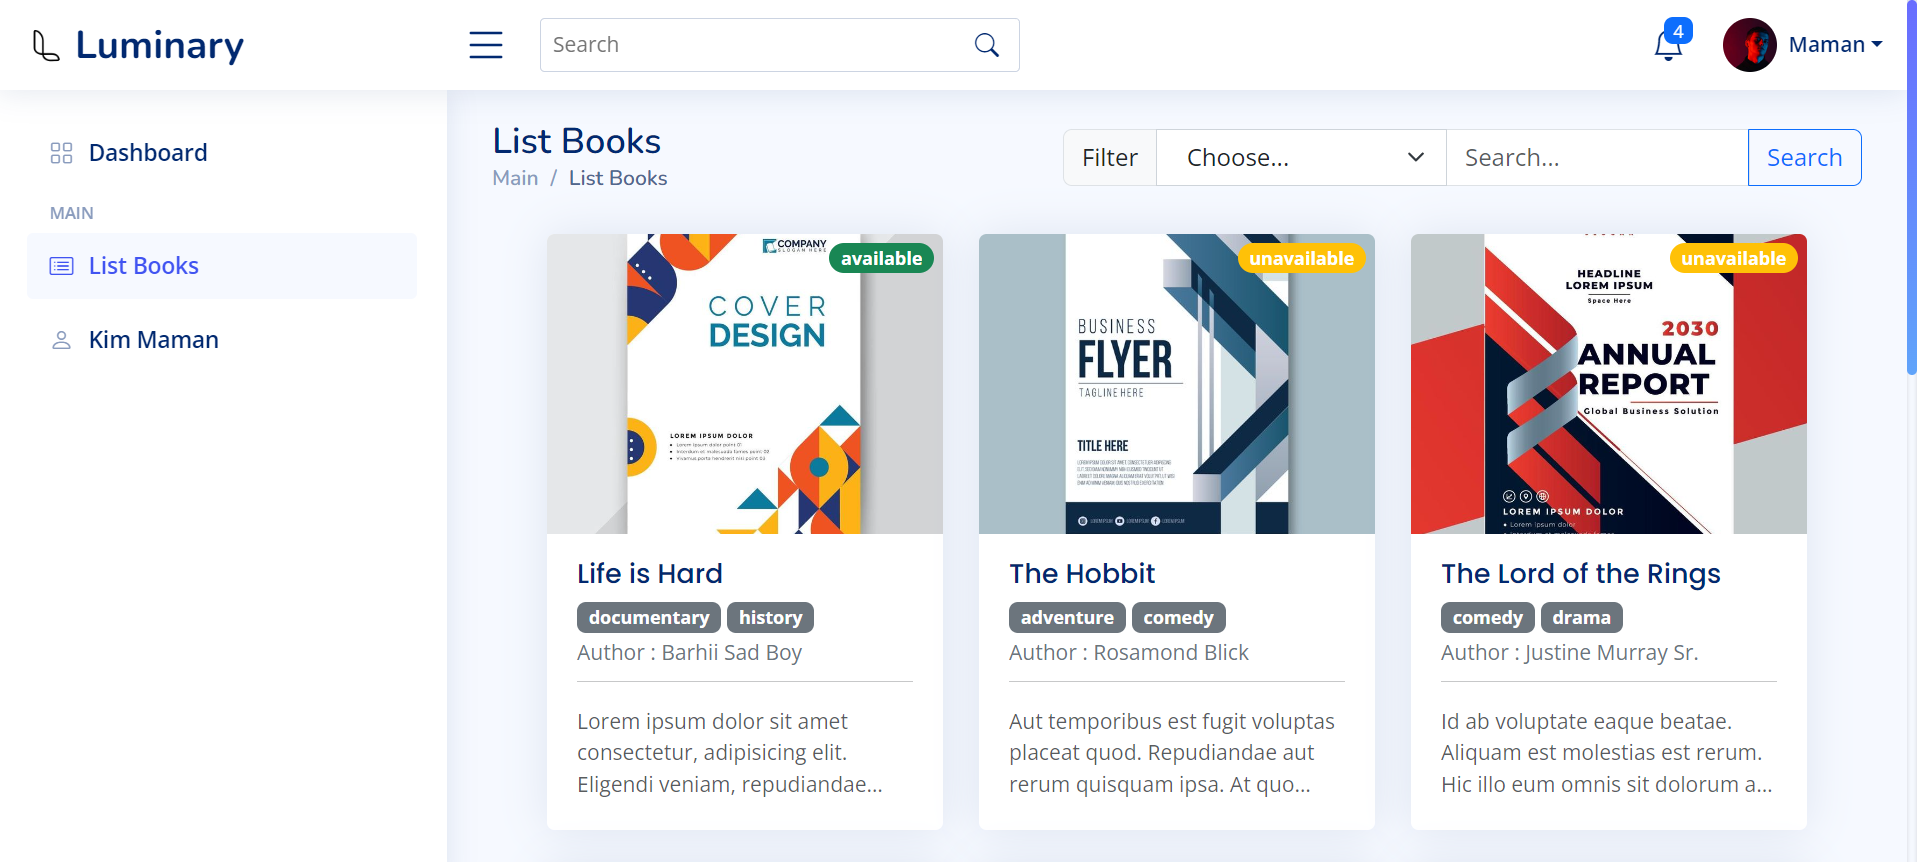 Luminary
Search
4
Maman
Dashboard
MAIN
List Books
Kim Maman
List Books
Main / List Books
Filter
Choose...
Search...
Search
COMPANY
SLOGAN HERE
available
COVER
DESIGN
LOREM IPSUM DOLOR
Life is Hard
documentary history
Author : Barhii Sad Boy
Lorem ipsum dolor sit amet
consectetur, adipisicing elit.
Eligendi veniam, repudiandae...
unavailable
BUSINESS
FLYER
TAGLINE HERE
TITLE HERE
The Hobbit
adventure comedy
Author : Rosamond Blick
Aut temporibus est fugit voluptas
placeat quod. Repudiandae aut
rerum quisquam ipsa. At quo...
unavailable
HEADLINE
LOREM IPSUM
Space Here
2030
ANNUAL
REPORT
Global Business Solution
LOREM IPSUM DOLOR
Lorem ipsum dolor
The Lord of the Rings
comedy drama
Author : Justine Murray Sr.
Id ab voluptate eaque beatae.
Aliquam est molestias est rerum.
Hic illo eum omnis sit dolorum a...